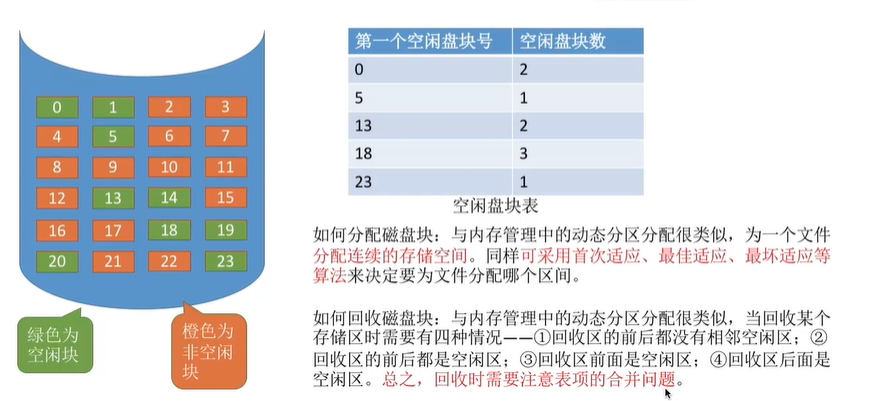 0 1 2 3
4 5 6 7
8 9 10 11
12 13 14 15
16 17 18 19
20 21 22 23
绿色为
空闲块
橙色为
非空闲
块
第一个空闲盘块号 空闲盘块数
0 2
5 1
13 2
18 3
23 1
空闲盘块表
如何分配磁盘块：与内存管理中的动态分区分配很类似，为一个文件
分配连续的存储空间。同样可采用首次适应、最佳适应、最坏适应等
算法来决定要为文件分配哪个区间。
如何回收磁盘块：与内存管理中的动态分区分配很类似，当回收某个
存储区时需要有四种情况——①回收区的前后都没有相邻空闲区；②
回收区的前后都是空闲区；③回收区前面是空闲区；④回收区后面是
空闲区。总之，回收时需要注意表项的合并问题。